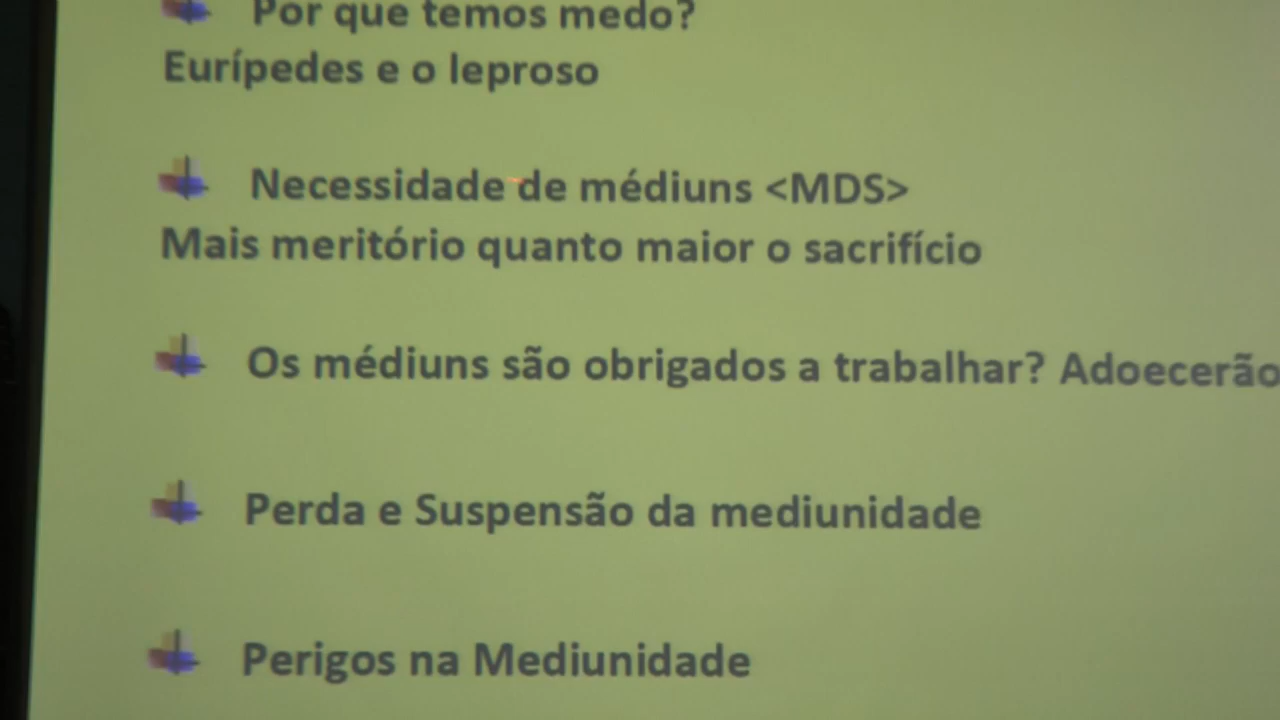 Por que temos medo?
Eurípedes e o leproso
Necessidade de médiuns <MDS>
Mais meritório quanto maior o sacrifício
Os médiuns são obrigados a trabalhar? Adoecerão
Perda e Suspensão da mediunidade
Perigos na Mediunidade